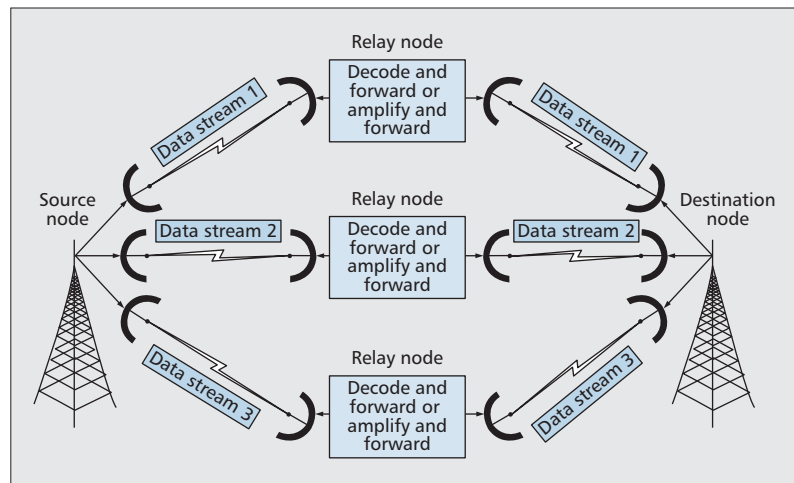 Relay node
Decode and
forward or
amplify and
forward
Data stream 1
Data stream 1
Source
node
Relay node
Destination
node
Data stream 2
Decode and
forward or
amplify and
forward
Data stream 2
Relay node
Data stream 3
Decode and
forward or
amplify and
forward
Data stream 3